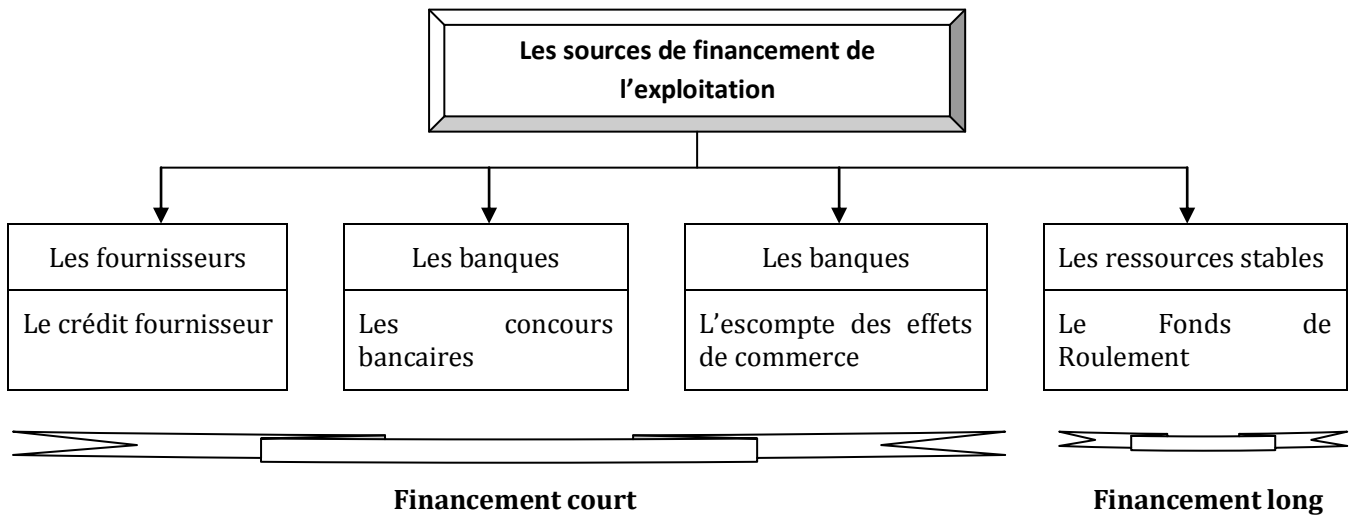 Les sources de financement de
l'exploitation
Les fournisseurs
Le crédit fournisseur
Les banques
Les concours
bancaires
Les banques
L'escompte des effets
de commerce
Les ressources stables
Le Fonds de
Roulement
Financement court
Financement long